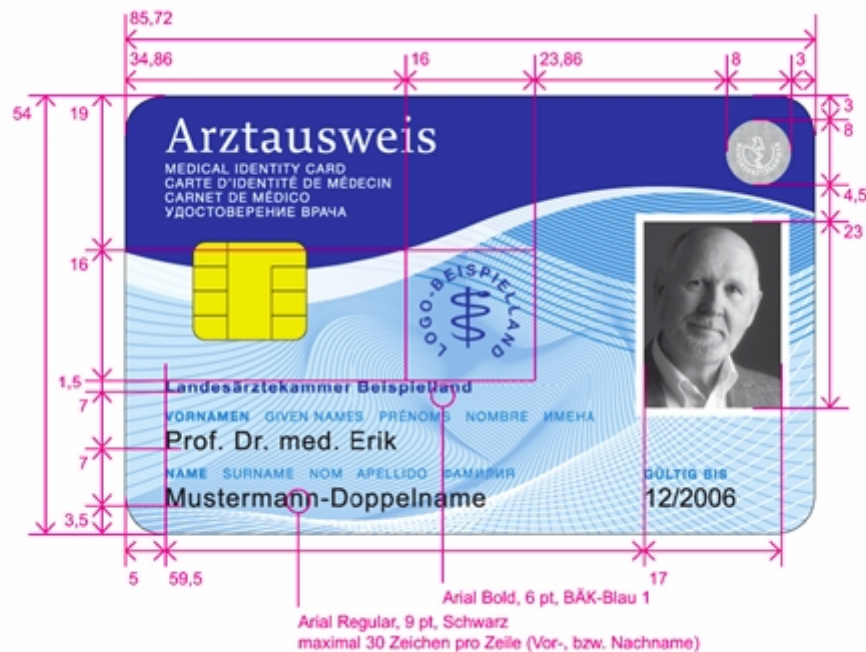 85,72
34,86 16 23,86 8 3
54 19 3
8
Arztausweis
MEDICAL IDENTITY CARD
CARTE D'IDENTITÉ DE MÉDECIN
CARNET DE MÉDICO
УДОСТОВЕРЕНИЕ ВРАЧА
4,5
23
16
LOGO-BEISPIELLAND
1,5
Landesärztekammer Beispielland
7
VORNAMEN GIVEN NAMES PRÉNOMS NOMBRE ИМЕНА
Prof. Dr. med. Erik
7
NAME SURNAME NOM APELLIDO ФАМИЛИЯ GÜLTIG BIS
Mustermann-Doppelname 12/2006
3,5
5 59,5 17
Arial Bold, 6 pt, BÄK-Blau 1
Arial Regular, 9 pt, Schwarz
maximal 30 Zeichen pro Zeile (Vor-, bzw. Nachname)